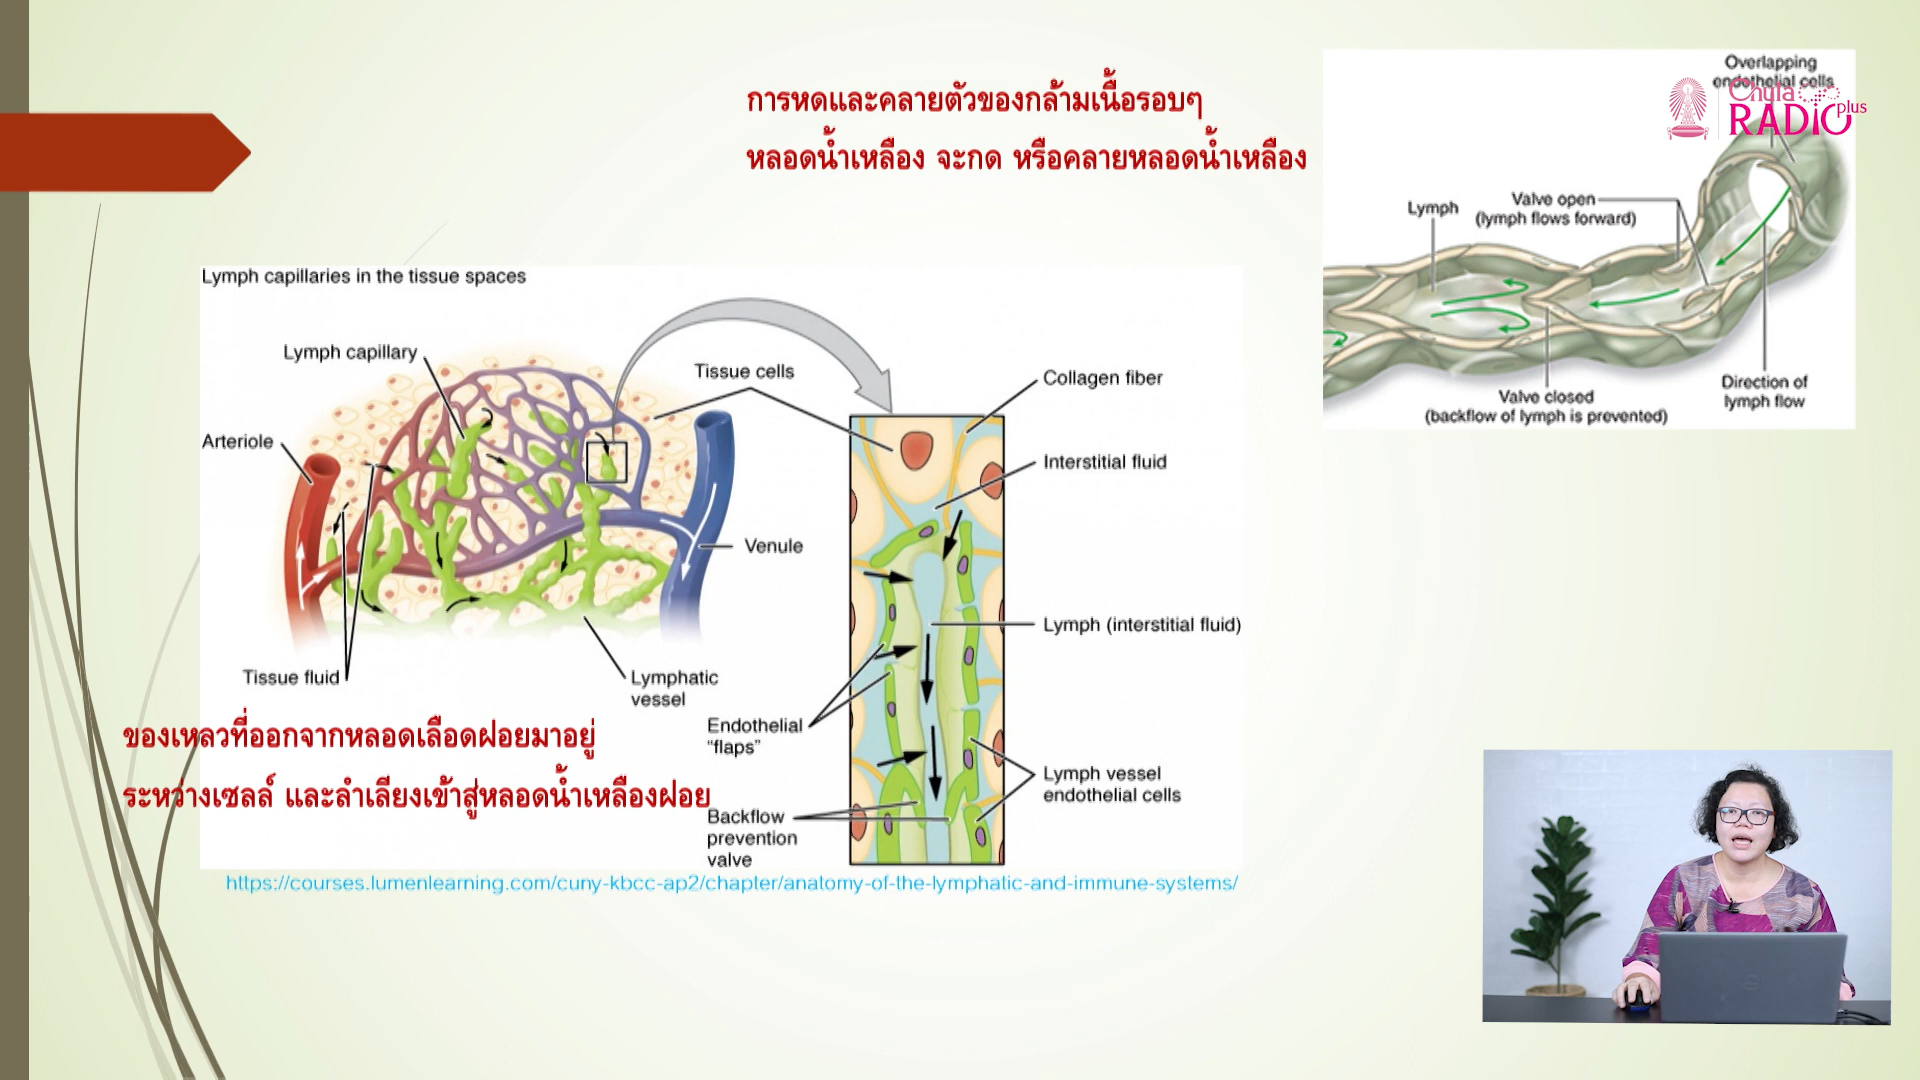 การหดและคลายตัวของกล้ามเนื้อรอบๆ
หลอดน้ำเหลือง จะกด หรือคลายหลอดน้ำเหลือง
Overlapping
endothelial cells
Chula
RADIO plus
Lymph
Valve open
(lymph flows forward)
Valve closed
(backflow of lymph is prevented)
Direction of
lymph flow
Lymph capillaries in the tissue spaces
Lymph capillary
Tissue cells
Arteriole
Venule
Tissue fluid
Lymphatic
vessel
Collagen fiber
Interstitial fluid
Lymph (interstitial fluid)
Endothelial
“flaps”
Lymph vessel
endothelial cells
Backflow
prevention
valve
ของเหลวที่ออกจากหลอดเลือดฝอยมาอยู่
ระหว่างเซลล์ และลำเลียงเข้าสู่หลอดน้ำเหลืองฝอย
https://courses.lumenlearning.com/cuny-kbcc-ap2/chapter/anatomy-of-the-lymphatic-and-immune-systems/